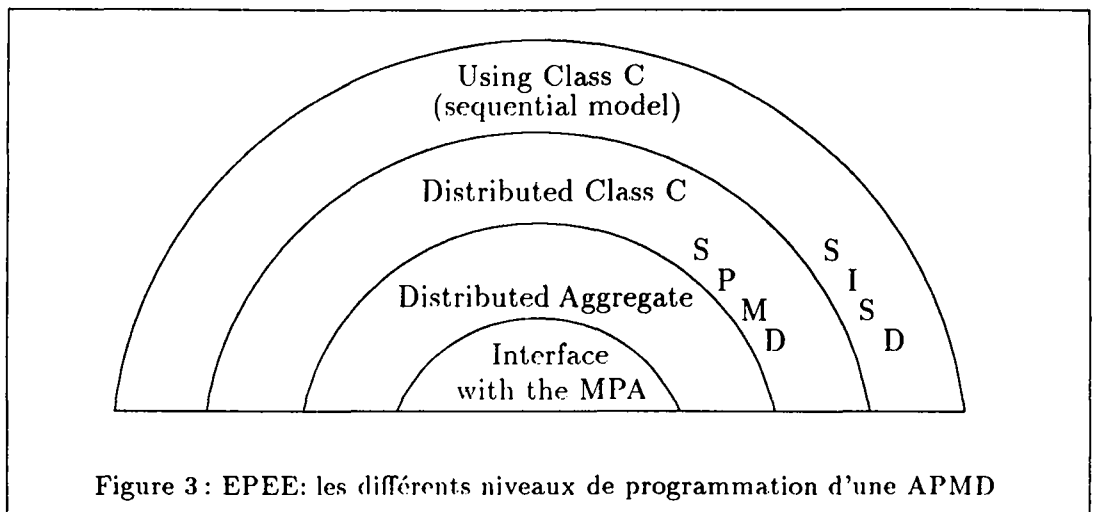 Using Class C
(sequential model)
Distributed Class C
Distributed Aggregate
Interface
with the MPA
S
P
M
D
S
I
S
D
Figure 3 : EPEE: les différents niveaux de programmation d'une APMD